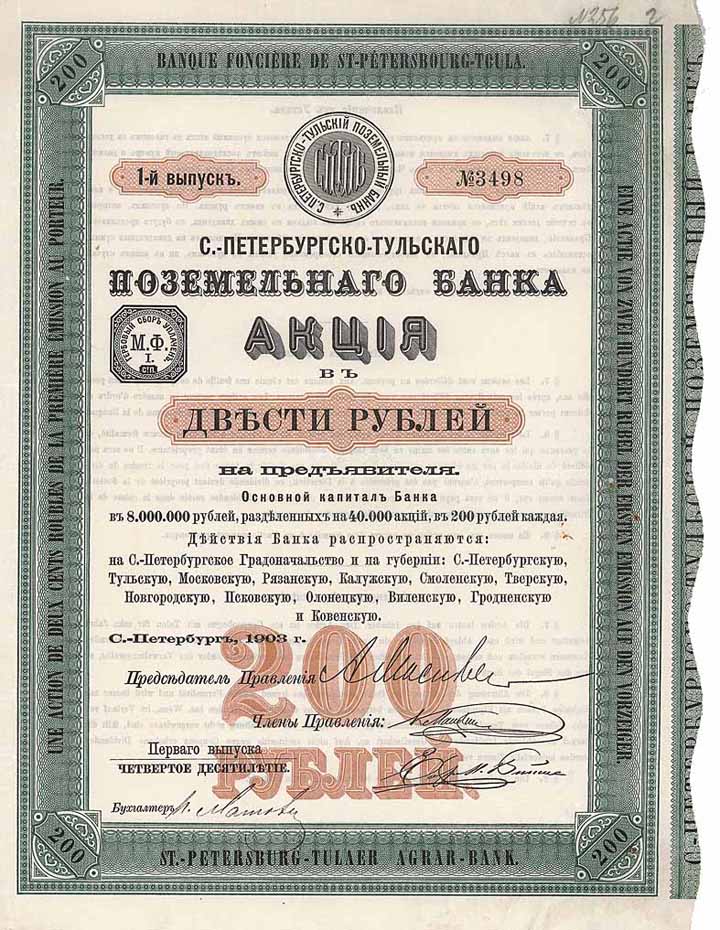 №256 2
200 BANQUE FONCIÈRE DE ST-PÉTERSBOURG-TOULA. 200
С.ПЕТЕРБУРГСКО-ТУЛЬСКІЙ ПОЗЕМЕЛЬНЫЙ БАНКЪ
1-й выпускъ.
№3498
С.-ПЕТЕРБУРГСКО-ТУЛЬСКАГО
ПОЗЕМЕЛЬНАГО БАНКА
АКЦІЯ
ВЪ
ГЕРБОВЫЙ СБОРЪ УПЛАЧЕНЪ
М.Ф.
I.
СПБ.
ДВѢСТИ РУБЛЕЙ
на предъявителя.
Основной капиталъ Банка
въ 8.000.000 рублей, раздѣленныхъ на 40.000 акцій, въ 200 рублей каждая.
Дѣйствія Банка распространяются:
на С.-Петербургское Градоначальство и на губерніи: С.-Петербургскую,
Тульскую, Московскую, Рязанскую, Калужскую, Смоленскую, Тверскую,
Новгородскую, Псковскую, Олонецкую, Виленскую, Гродненскую
и Ковенскую.
С.-Петербургъ, 1903 г.
200
Предсѣдатель Правленія
Члены Правленія:
Перваго выпуска
ЧЕТВЕРТОЕ ДЕСЯТИЛѢТІЕ.
РУБЛЕЙ.
Бухгалтеръ
UNE ACTION DE DEUX CENTS ROUBLES DE LA PREMIÈRE ÉMISSION AU PORTEUR.
EINE ACTIE VON ZWEI HUNDERT RUBEL DER ERSTEN EMISSION AUF DEN VORZEIGER.
200 ST.-PETERSBURG-TULAER AGRAR-BANK. 200